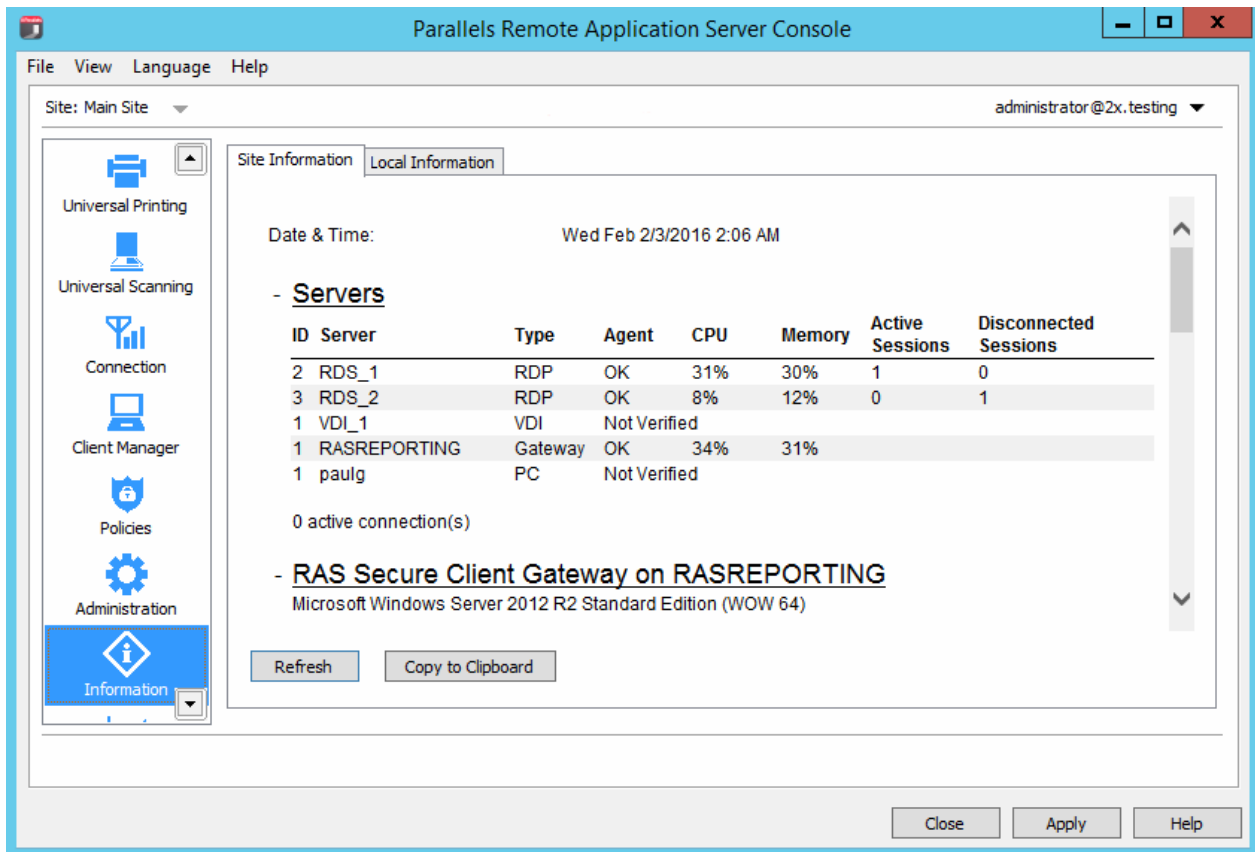 Parallels Remote Application Server Console
File View Language Help
Site: Main Site administrator@2x.testing
Universal Printing
Universal Scanning
Connection
Client Manager
Policies
Administration
Information
Site Information Local Information
Date & Time: Wed Feb 2/3/2016 2:06 AM
- Servers
ID Server Type Agent CPU Memory Active Sessions Disconnected Sessions
2 RDS_1 RDP OK 31% 30% 1 0
3 RDS_2 RDP OK 8% 12% 0 1
1 VDI_1 VDI Not Verified
1 RASREPORTING Gateway OK 34% 31%
1 paulg PC Not Verified
0 active connection(s)
- RAS Secure Client Gateway on RASREPORTING
Microsoft Windows Server 2012 R2 Standard Edition (WOW 64)
Refresh Copy to Clipboard
Close Apply Help